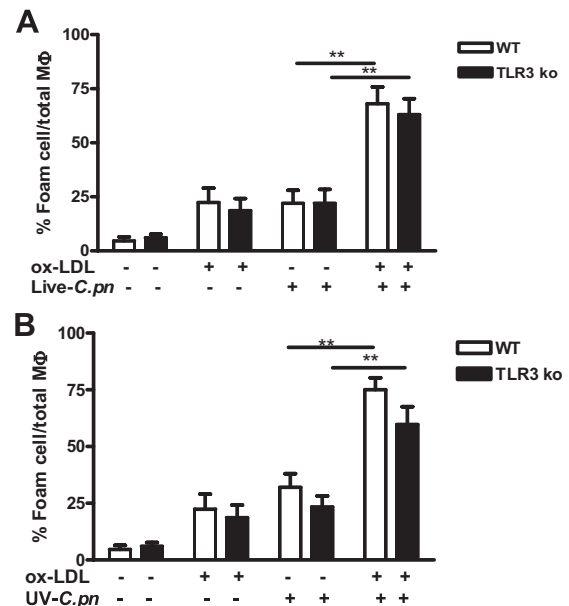 A
% Foam cell/total MΦ
100
75
50
25
0
WT
TLR3 ko
**
**
ox-LDL - - + + - - + +
Live-C.pn - - - - + + + +
B
% Foam cell/total MΦ
100
75
50
25
0
WT
TLR3 ko
**
**
ox-LDL - - + + - - + +
UV-C.pn - - - - + + + +